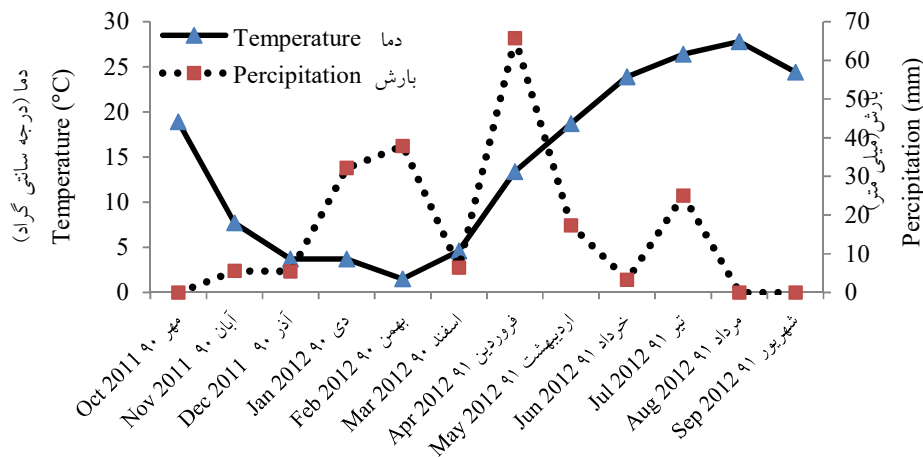 30
25
20
15
10
5
0
دما (درجه سانتی گراد)
Temperature (°C)
Temperature دما
Percipitation بارش
70
60
50
40
30
20
10
0
بارش(میلی متر)
Percipitation (mm)
Oct 2011 مهر ۹۰
Nov 2011 آبان ۹۰
Dec 2011 آذر ۹۰
Jan 2012 دی ۹۰
Feb 2012 بهمن ۹۰
Mar 2012 اسفند ۹۰
Apr 2012 فروردین ۹۱
May 2012 اردیبهشت ۹۱
Jun 2012 خرداد ۹۱
Jul 2012 تیر ۹۱
Aug 2012 مرداد ۹۱
Sep 2012 شهریور ۹۱